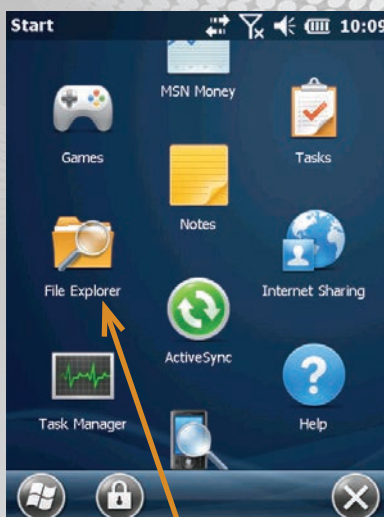 Start 10:09
MSN Money
Games
Tasks
Notes
File Explorer
Internet Sharing
ActiveSync
Task Manager
Help